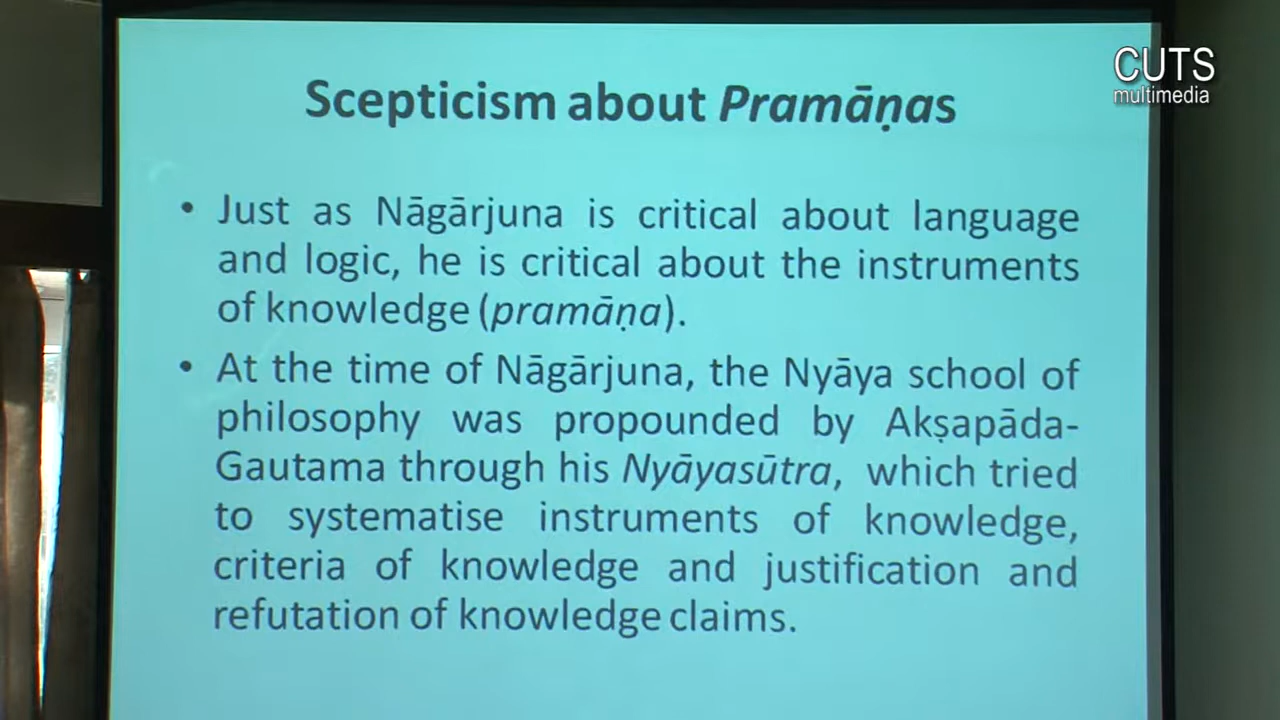 CUTS
multimedia
Scepticism about Pramāṇas
• Just as Nāgārjuna is critical about language
and logic, he is critical about the instruments
of knowledge (pramāṇa).
• At the time of Nāgārjuna, the Nyāya school of
philosophy was propounded by Akṣapāda-
Gautama through his Nyāyasūtra, which tried
to systematise instruments of knowledge,
criteria of knowledge and justification and
refutation of knowledge claims.